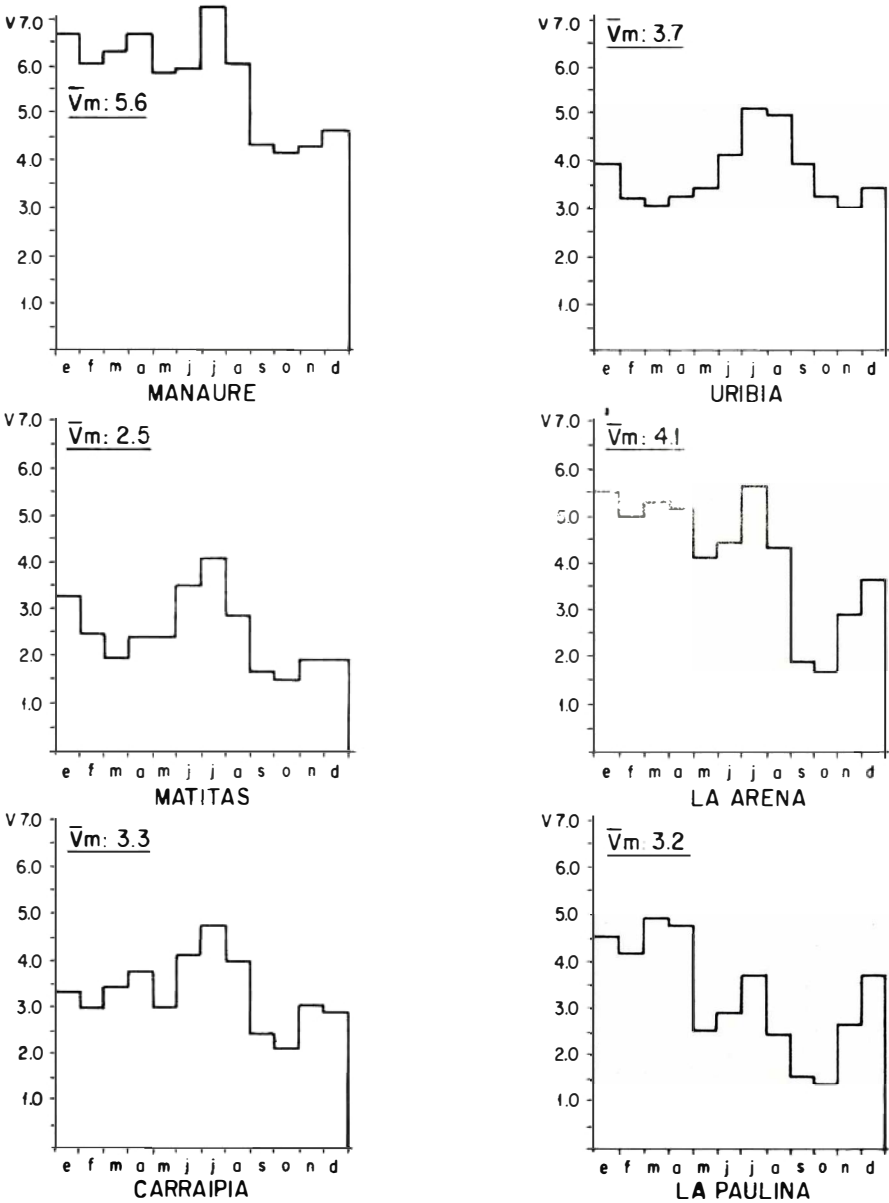 V 7.0
V̄m: 5.6
6.0
5.0
4.0
3.0
2.0
1.0
e f m a m j j a s o n d
MANAURE
7.0
V̄m: 3.7
6.0
5.0
4.0
3.0
2.0
1.0
e f m a m j j a s o n d
URIBIA
V 7.0
V̄m: 2.5
6.0
5.0
4.0
3.0
2.0
1.0
e f m a m j j a s o n d
MATITAS
V 7.0
V̄m: 4.1
6.0
5.0
4.0
3.0
2.0
1.0
e f m a m j j a s o n d
LA ARENA
V 7.0
V̄m: 3.3
6.0
5.0
4.0
3.0
2.0
1.0
e f m a m j j a s o n d
CARRAIPIA
V 7.0
V̄m: 3.2
6.0
5.0
4.0
3.0
2.0
1.0
e f m a m j j a s o n d
LA PAULINA